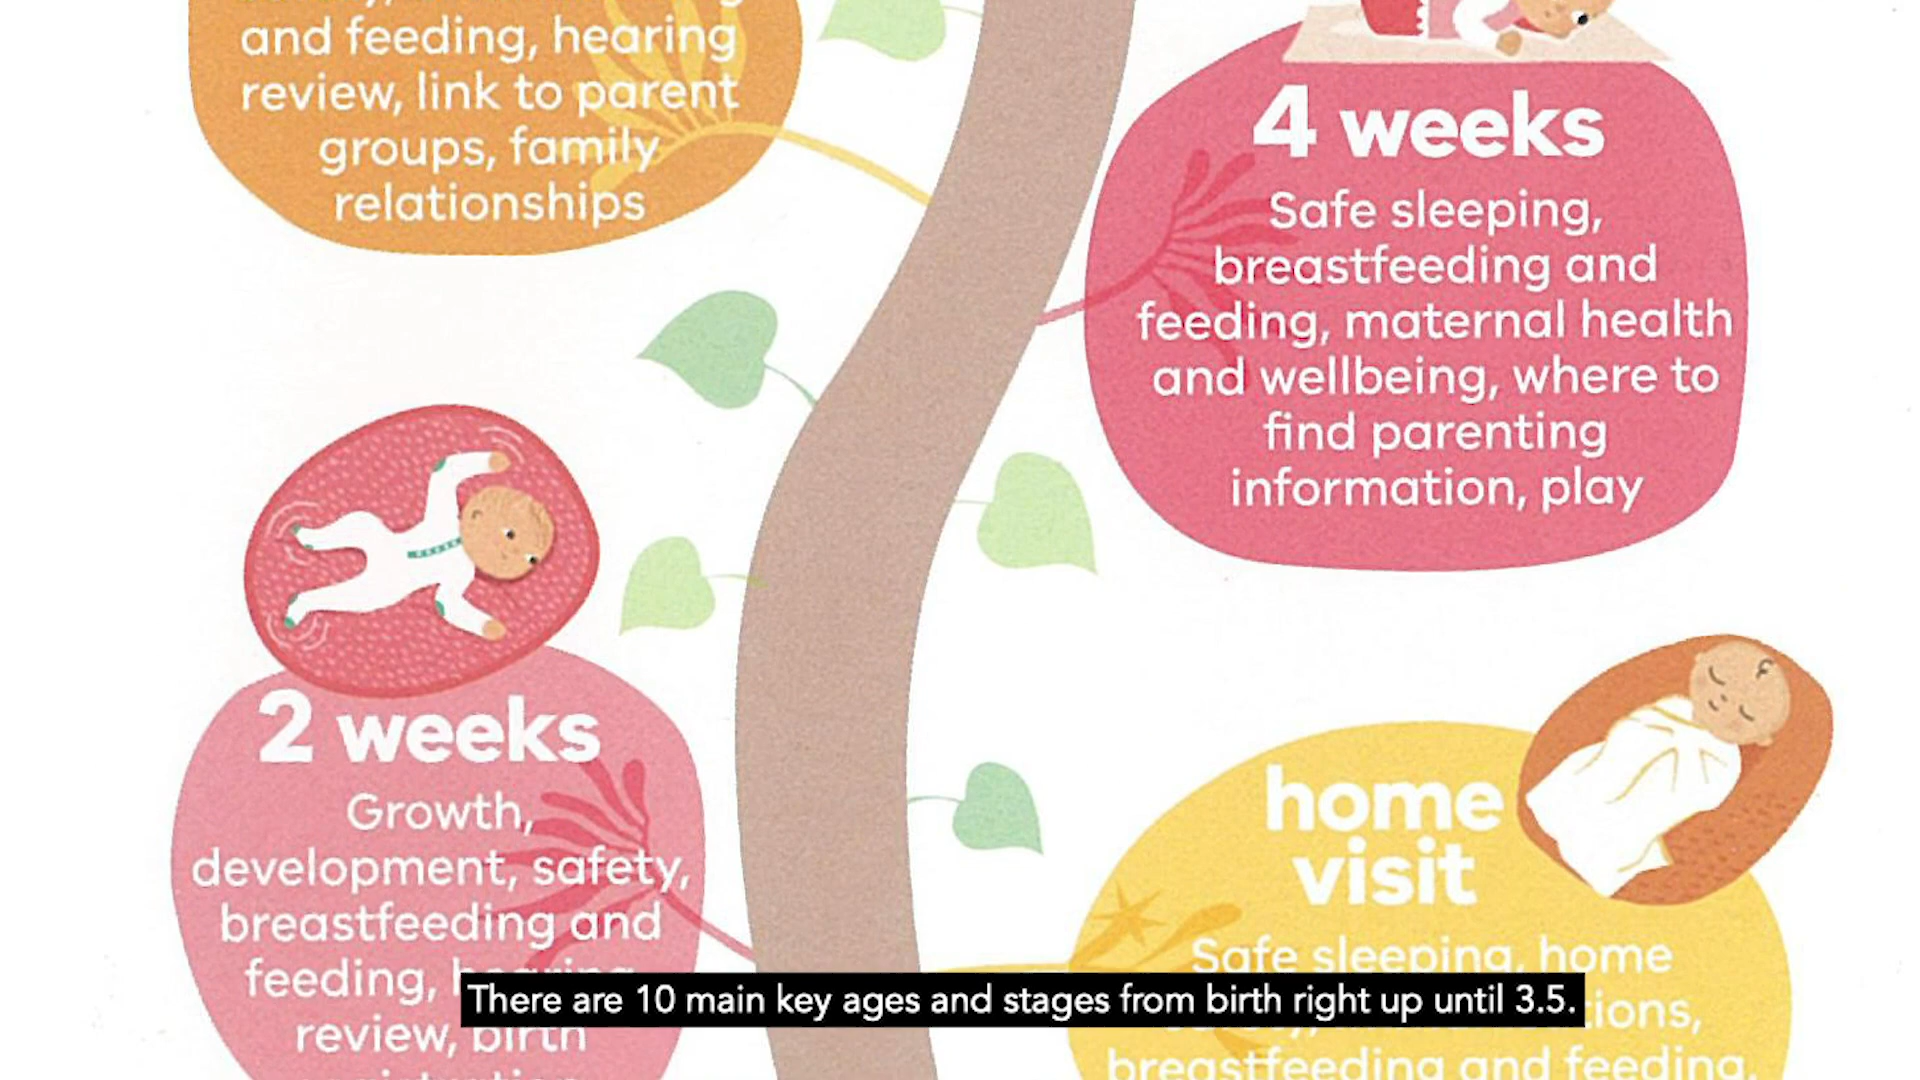 and feeding, hearing
review, link to parent
groups, family
relationships
4 weeks
Safe sleeping,
breastfeeding and
feeding, maternal health
and wellbeing, where to
find parenting
information, play
2 weeks
Growth,
development, safety,
breastfeeding and
feeding,
review, birth
home
visit
Safe sleeping, home
breastfeeding and feeding,
There are 10 main key ages and stages from birth right up until 3.5.